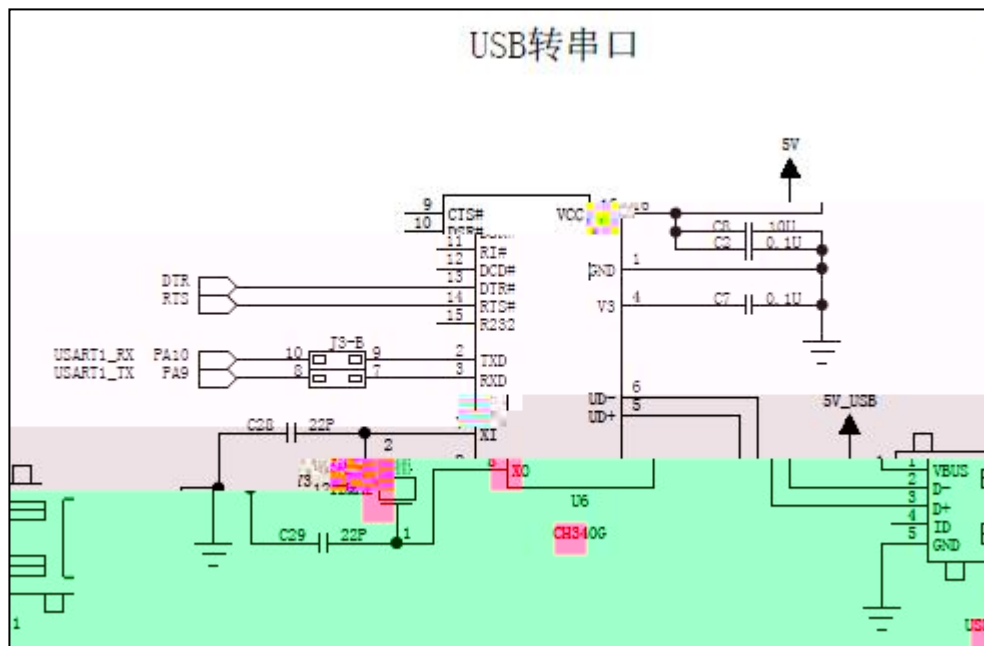 USB转串口
5V
9 CTS# VCC
10 DSR#
C8 10U
C2 0.1U
11 RI#
12 DCD# GND 1
13 DTR#
DTR
14 RTS# V3 4 C7 0.1U
RTS
15 R232
J3-B
USART1_RX PA10 10 9 2 TXD
USART1_TX PA9 8 7 3 RXD
UD- 6
UD+ 5
5V_USB
C28 22P XI
2
XO
1 VBUS
2 D-
3 D+
4 ID
5 GND
U6
CH340G
C29 22P 1
1